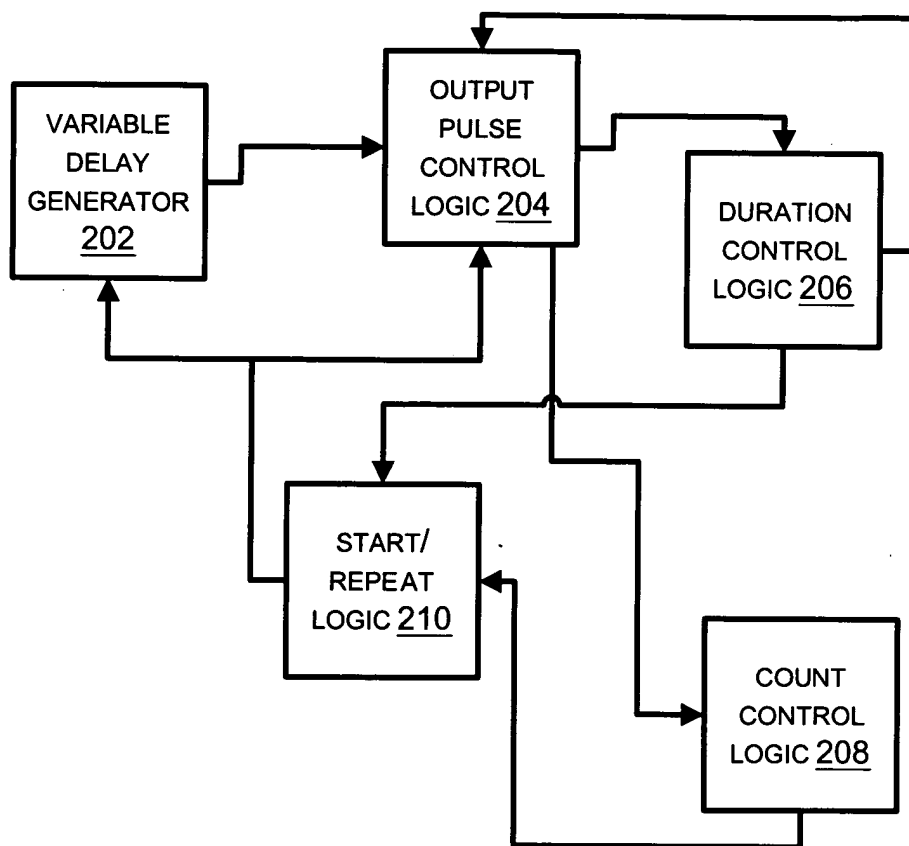 VARIABLE
DELAY
GENERATOR
202
OUTPUT
PULSE
CONTROL
LOGIC 204
DURATION
CONTROL
LOGIC 206
START/
REPEAT
LOGIC 210
COUNT
CONTROL
LOGIC 208